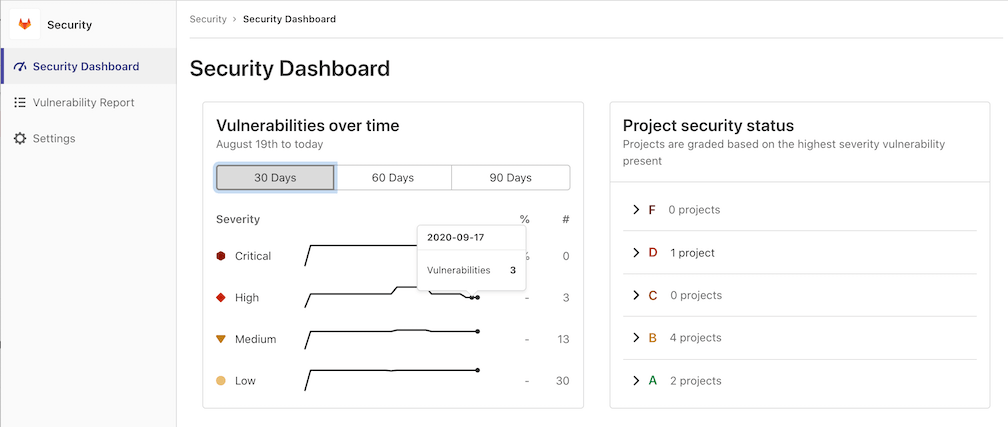 Security
Security Dashboard
Vulnerability Report
Settings
Security › Security Dashboard
Security Dashboard
Vulnerabilities over time
August 19th to today
30 Days 60 Days 90 Days
Severity % #
2020-09-17
Vulnerabilities 3
Critical % 0
High - 3
Medium - 13
Low - 30
Project security status
Projects are graded based on the highest severity vulnerability
present
F 0 projects
D 1 project
C 0 projects
B 4 projects
A 2 projects